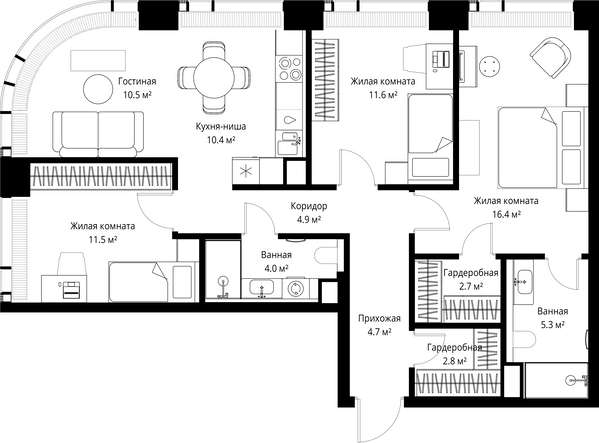 Гостиная
10.5 м²
Кухня-ниша
10.4 м²
Жилая комната
11.6 м²
Жилая комната
16.4 м²
Коридор
4.9 м²
Жилая комната
11.5 м²
Ванная
4.0 м²
Гардеробная
2.7 м²
Ванная
5.3 м²
Прихожая
4.7 м²
Гардеробная
2.8 м²